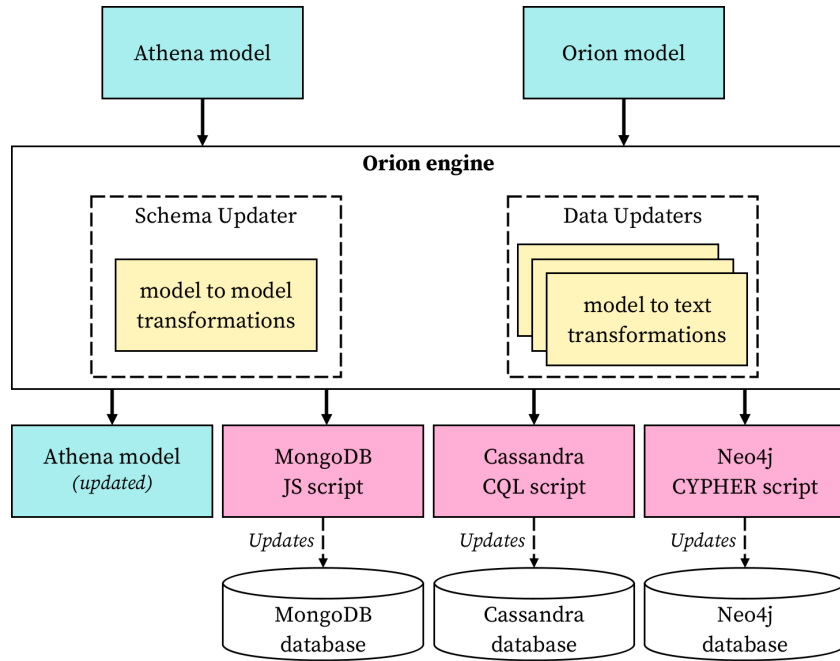 Athena model
Orion model
Orion engine
Schema Updater
model to model
transformations
Data Updaters
model to text
transformations
Athena model
(updated)
MongoDB
JS script
Cassandra
CQL script
Neo4j
CYPHER script
Updates
Updates
Updates
MongoDB
database
Cassandra
database
Neo4j
database